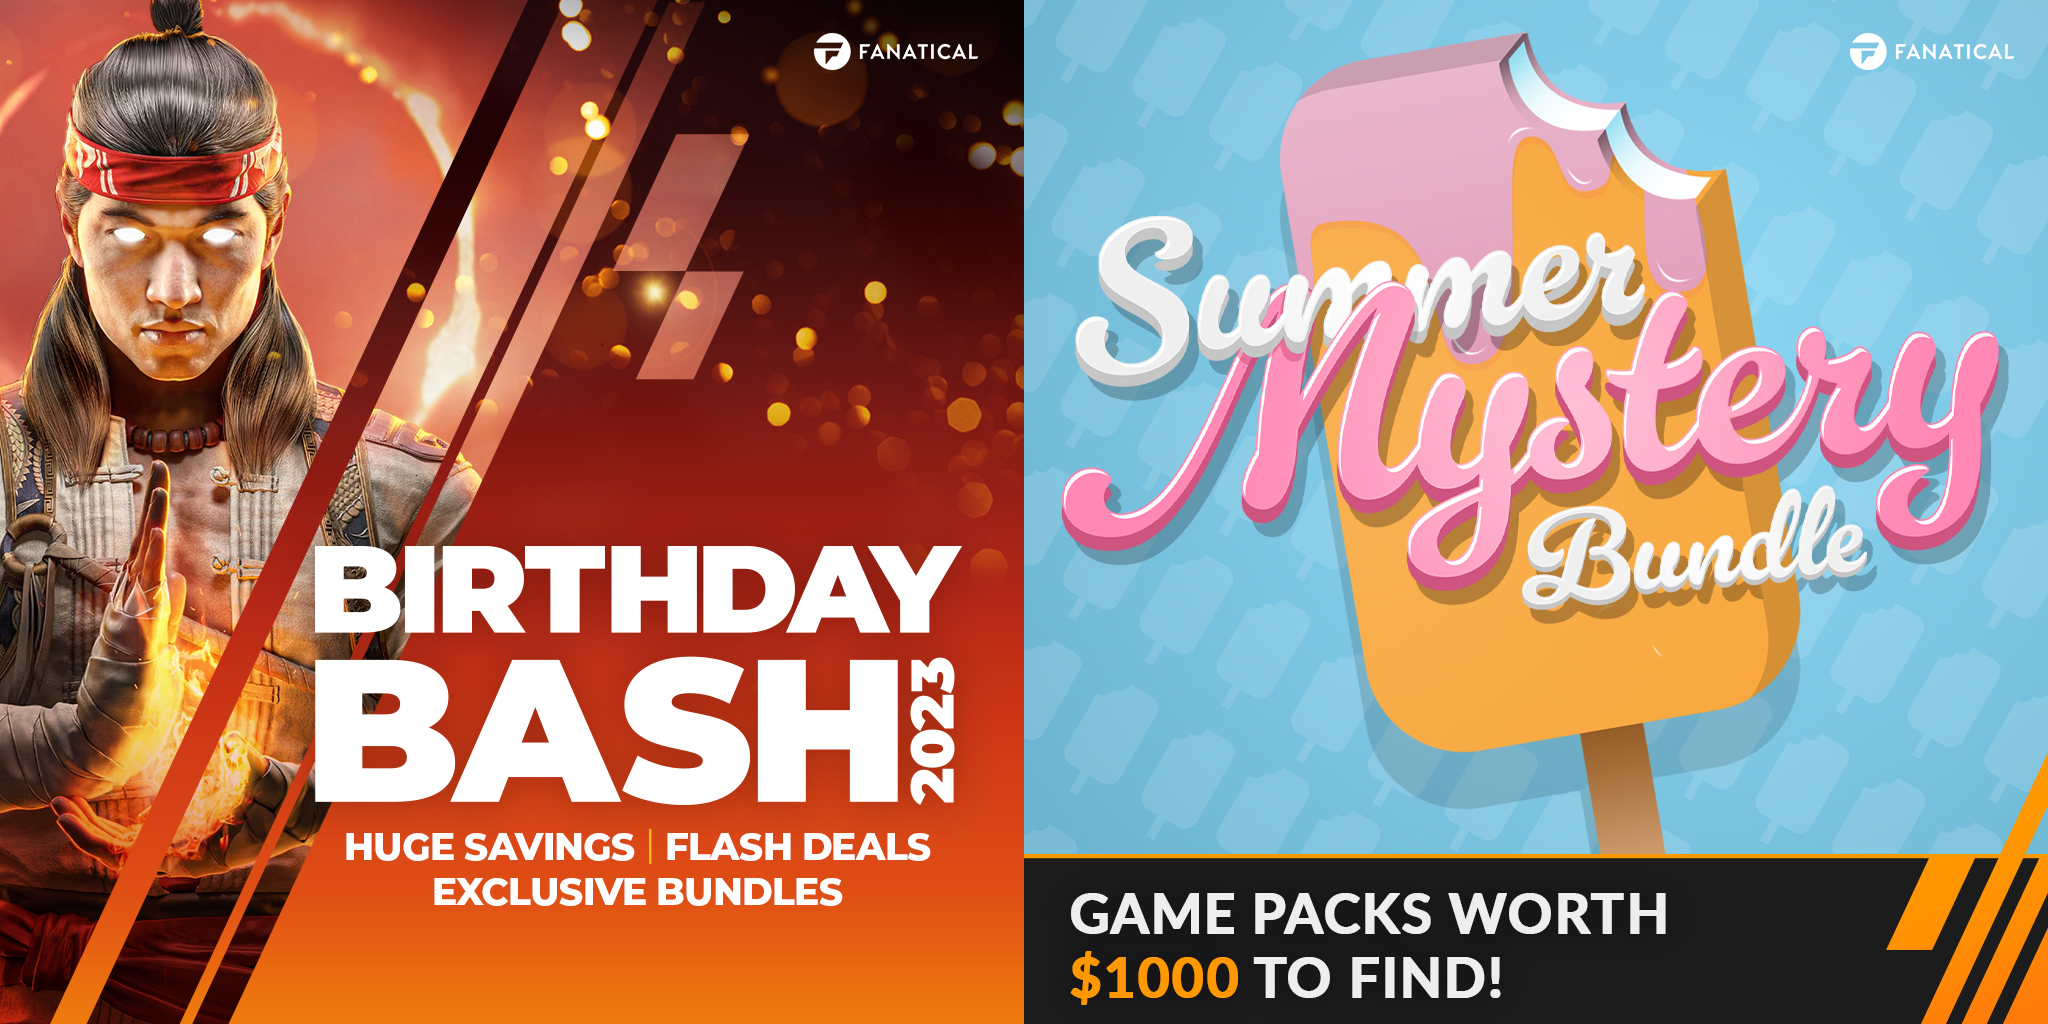 FANATICAL
BIRTHDAY
BASH
2023
HUGE SAVINGS | FLASH DEALS
EXCLUSIVE BUNDLES
FANATICAL
Summer
Mystery
Bundle
GAME PACKS WORTH
$1000 TO FIND!